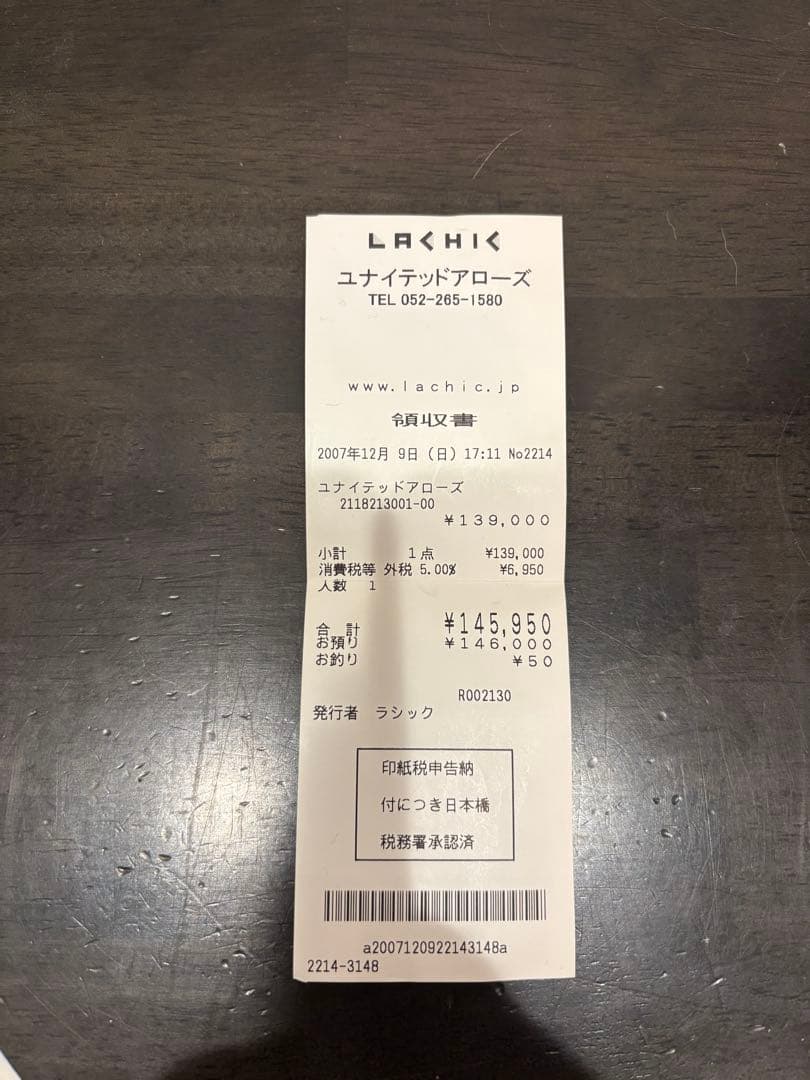 LACHIC
ユナイテッドアローズ
TEL 052-265-1580
www.lachic.jp
領収書
2007年12月 9日(日) 17:11 No2214
ユナイテッドアローズ
2118213001-00
¥139,000
小計 1点 ¥139,000
消費税等 外税 5.00% ¥6,950
人数 1
合 計 ¥145,950
お預り ¥146,000
お釣り ¥50
R002130
発行者 ラシック
印紙税申告納
付につき日本橋
税務署承認済
a2007120922143148a
2214-3148